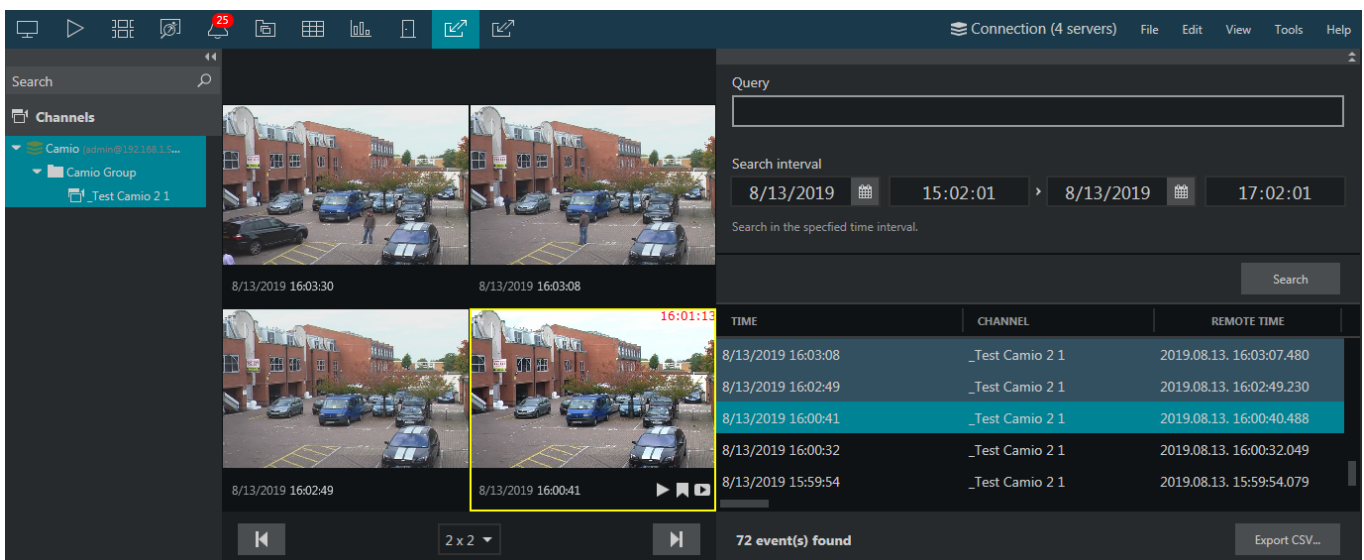 25
Connection (4 servers) File Edit View Tools Help
Search
Channels
Camio (admin@192.168.1.S...
Camio Group
_Test Camio 2 1
8/13/2019 16:03:30
8/13/2019 16:03:08
16:01:13
8/13/2019 16:02:49
8/13/2019 16:00:41
2 x 2
Query
Search interval
8/13/2019 15:02:01 › 8/13/2019 17:02:01
Search in the specfied time interval.
Search
TIME CHANNEL REMOTE TIME
8/13/2019 16:03:08 _Test Camio 2 1 2019.08.13. 16:03:07.480
8/13/2019 16:02:49 _Test Camio 2 1 2019.08.13. 16:02:49.230
8/13/2019 16:00:41 _Test Camio 2 1 2019.08.13. 16:00:40.488
8/13/2019 16:00:32 _Test Camio 2 1 2019.08.13. 16:00:32.049
8/13/2019 15:59:54 _Test Camio 2 1 2019.08.13. 15:59:54.079
72 event(s) found
Export CSV...